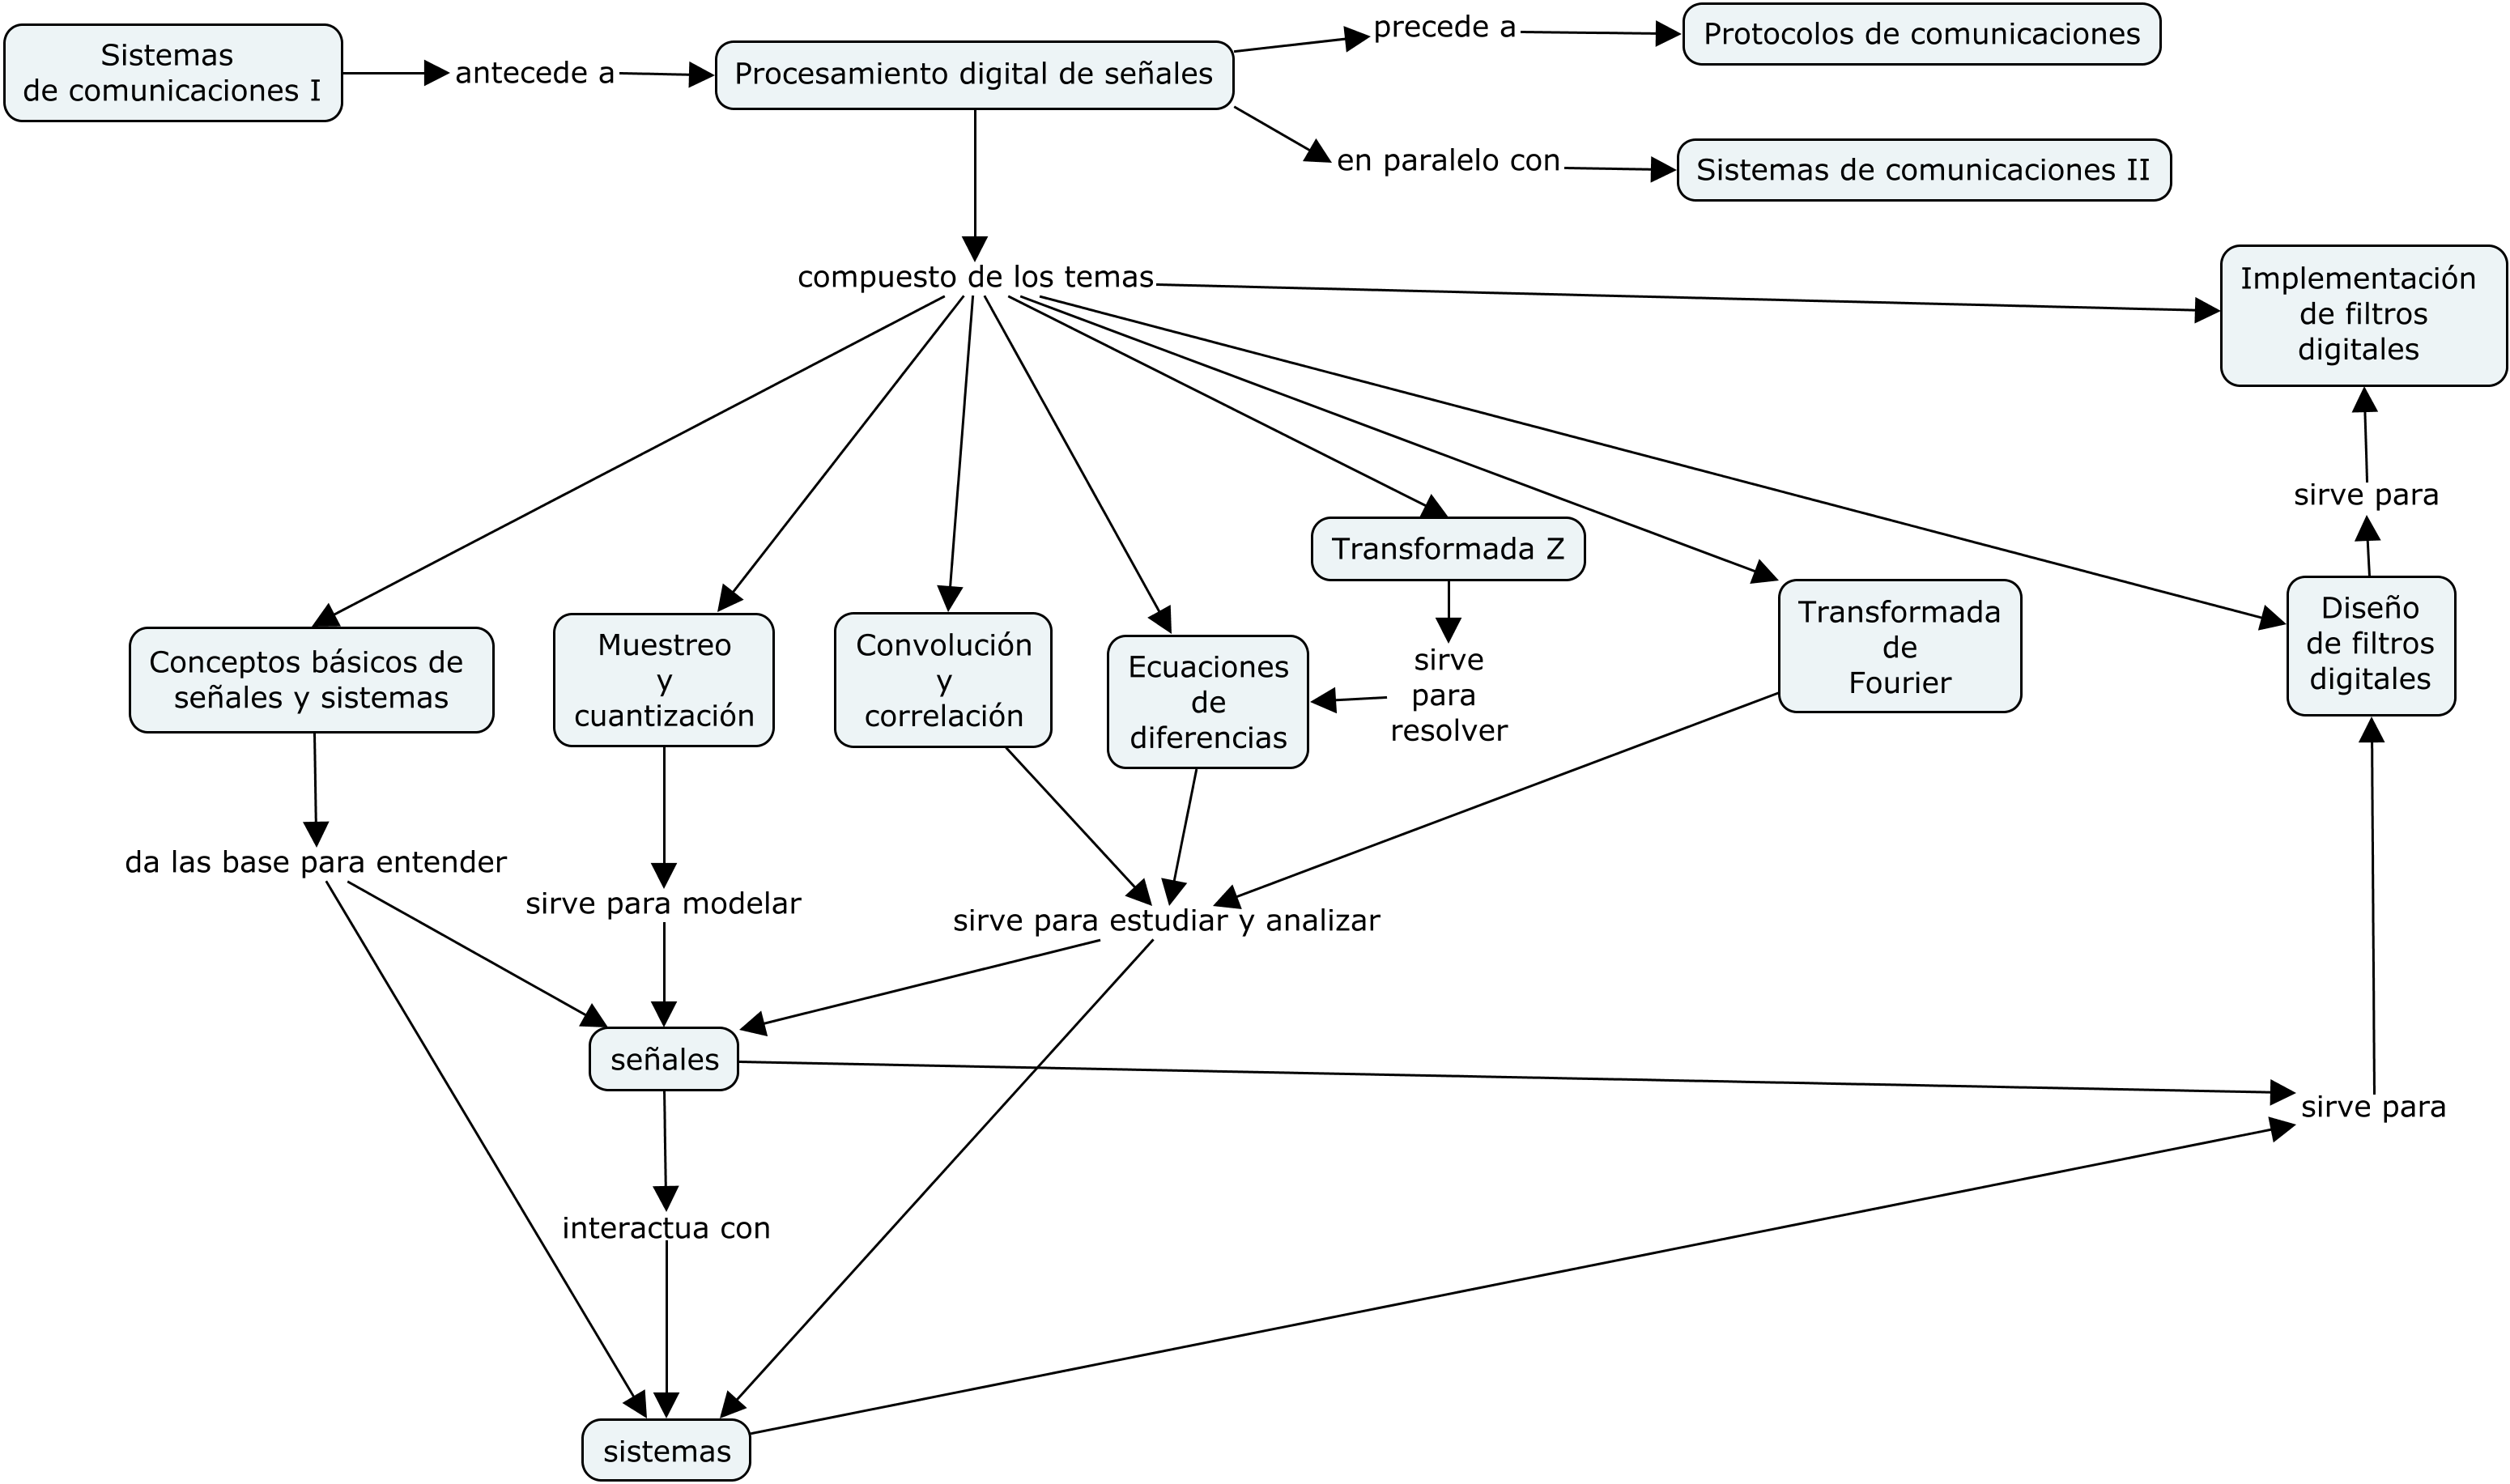 Sistemas
de comunicaciones I
antecede a
Procesamiento digital de señales
precede a
Protocolos de comunicaciones
en paralelo con
Sistemas de comunicaciones II
compuesto de los temas
Implementación
de filtros
digitales
sirve para
Transformada Z
Conceptos básicos de
señales y sistemas
Muestreo
y
cuantización
Convolución
y
correlación
Ecuaciones
de
diferencias
sirve
para
resolver
Transformada
de
Fourier
Diseño
de filtros
digitales
da las base para entender
sirve para modelar
sirve para estudiar y analizar
señales
sirve para
interactua con
sistemas